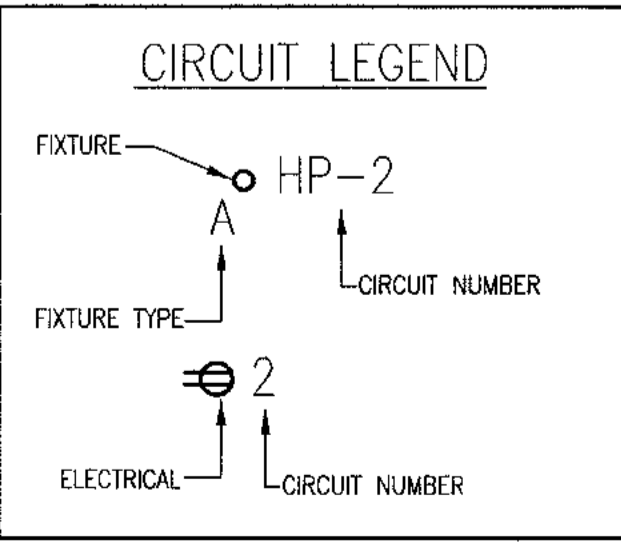 CIRCUIT LEGEND
FIXTURE
HP-2
A
CIRCUIT NUMBER
FIXTURE TYPE
2
ELECTRICAL
CIRCUIT NUMBER